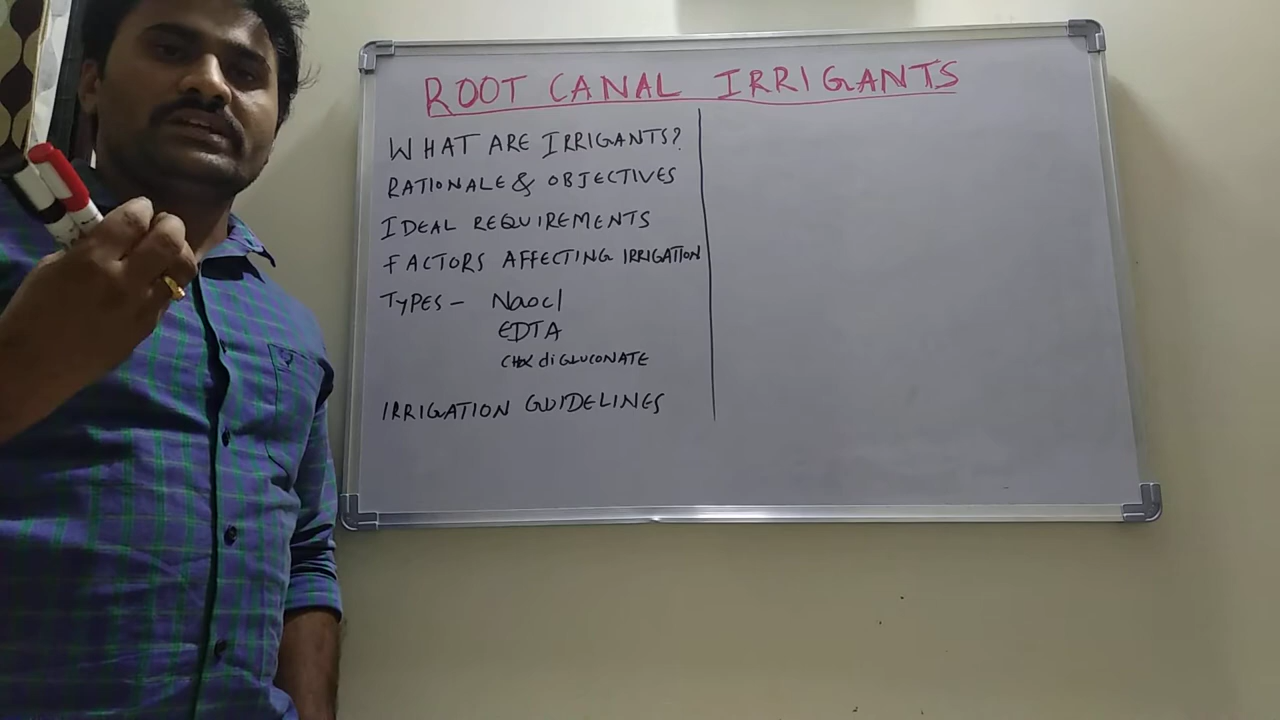 ROOT CANAL IRRIGANTS
WHAT ARE IRRIGANTS?
RATIONALE & OBJECTIVES
IDEAL REQUIREMENTS
FACTORS AFFECTING IRRIGATION
TYPES - Naocl
EDTA
CHX diGLUCONATE
IRRIGATION GUIDELINES